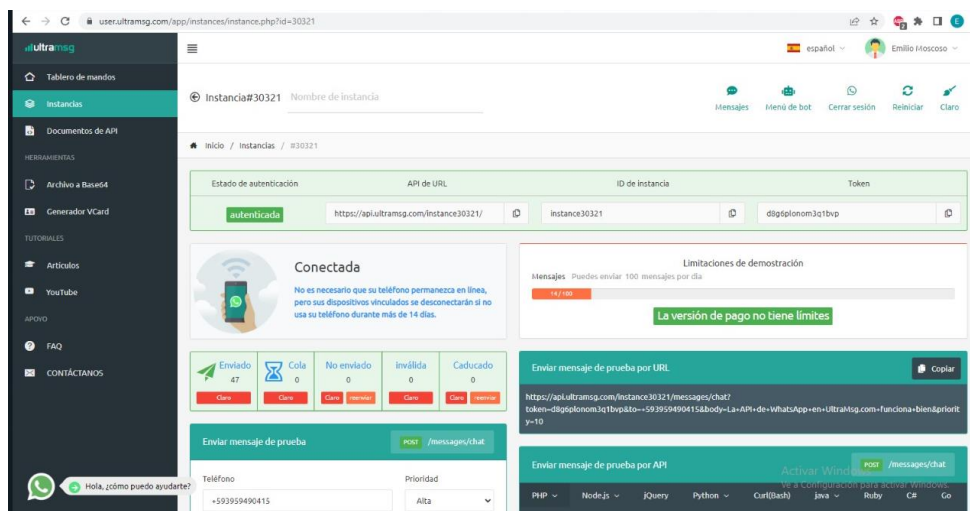 user.ultramsg.com/app/instances/instance.php?id=30321
E
ultramsg
español
Emilio Moscoso
Tablero de mandos
Instancias
Documentos de API
HERRAMIENTAS
Archivo a Base64
Generador VCard
TUTORIALES
Artículos
YouTube
APOYO
FAQ
CONTÁCTANOS
Hola, ¿cómo puedo ayudarte?
Instancia#30321 Nombre de instancia
Mensajes Menú de bot Cerrar sesión Reiniciar Claro
Inicio / Instancias / #30321
Estado de autenticación API de URL ID de instancia Token
autenticada https://api.ultramsg.com/instance30321/ instance30321 d8g6plonom3q1bvp
Conectada
No es necesario que su teléfono permanezca en línea,
pero sus dispositivos vinculados se desconectarán si no
usa su teléfono durante más de 14 días.
Limitaciones de demostración
Mensajes Puedes enviar 100 mensajes por día
14 / 100
La versión de pago no tiene límites
Enviado Cola No enviado inválida Caducado
47 0 0 0 0
Claro Claro Claro reenviar Claro Claro reenviar
Enviar mensaje de prueba por URL Copiar
https://api.ultramsg.com/instance30321/messages/chat?
token=d8g6plonom3q1bvp&to=+593959490415&body=La+API+de+WhatsApp+en+UltraMsg.com+funciona+bien&priorit
y=10
Enviar mensaje de prueba POST /messages/chat
Teléfono Prioridad
+593959490415 Alta
Enviar mensaje de prueba por API POST /messages/chat
Activar Windows
Ve a Configuración para activar Windows.
PHP Node.js jQuery Python Curl(Bash) java Ruby C# Go